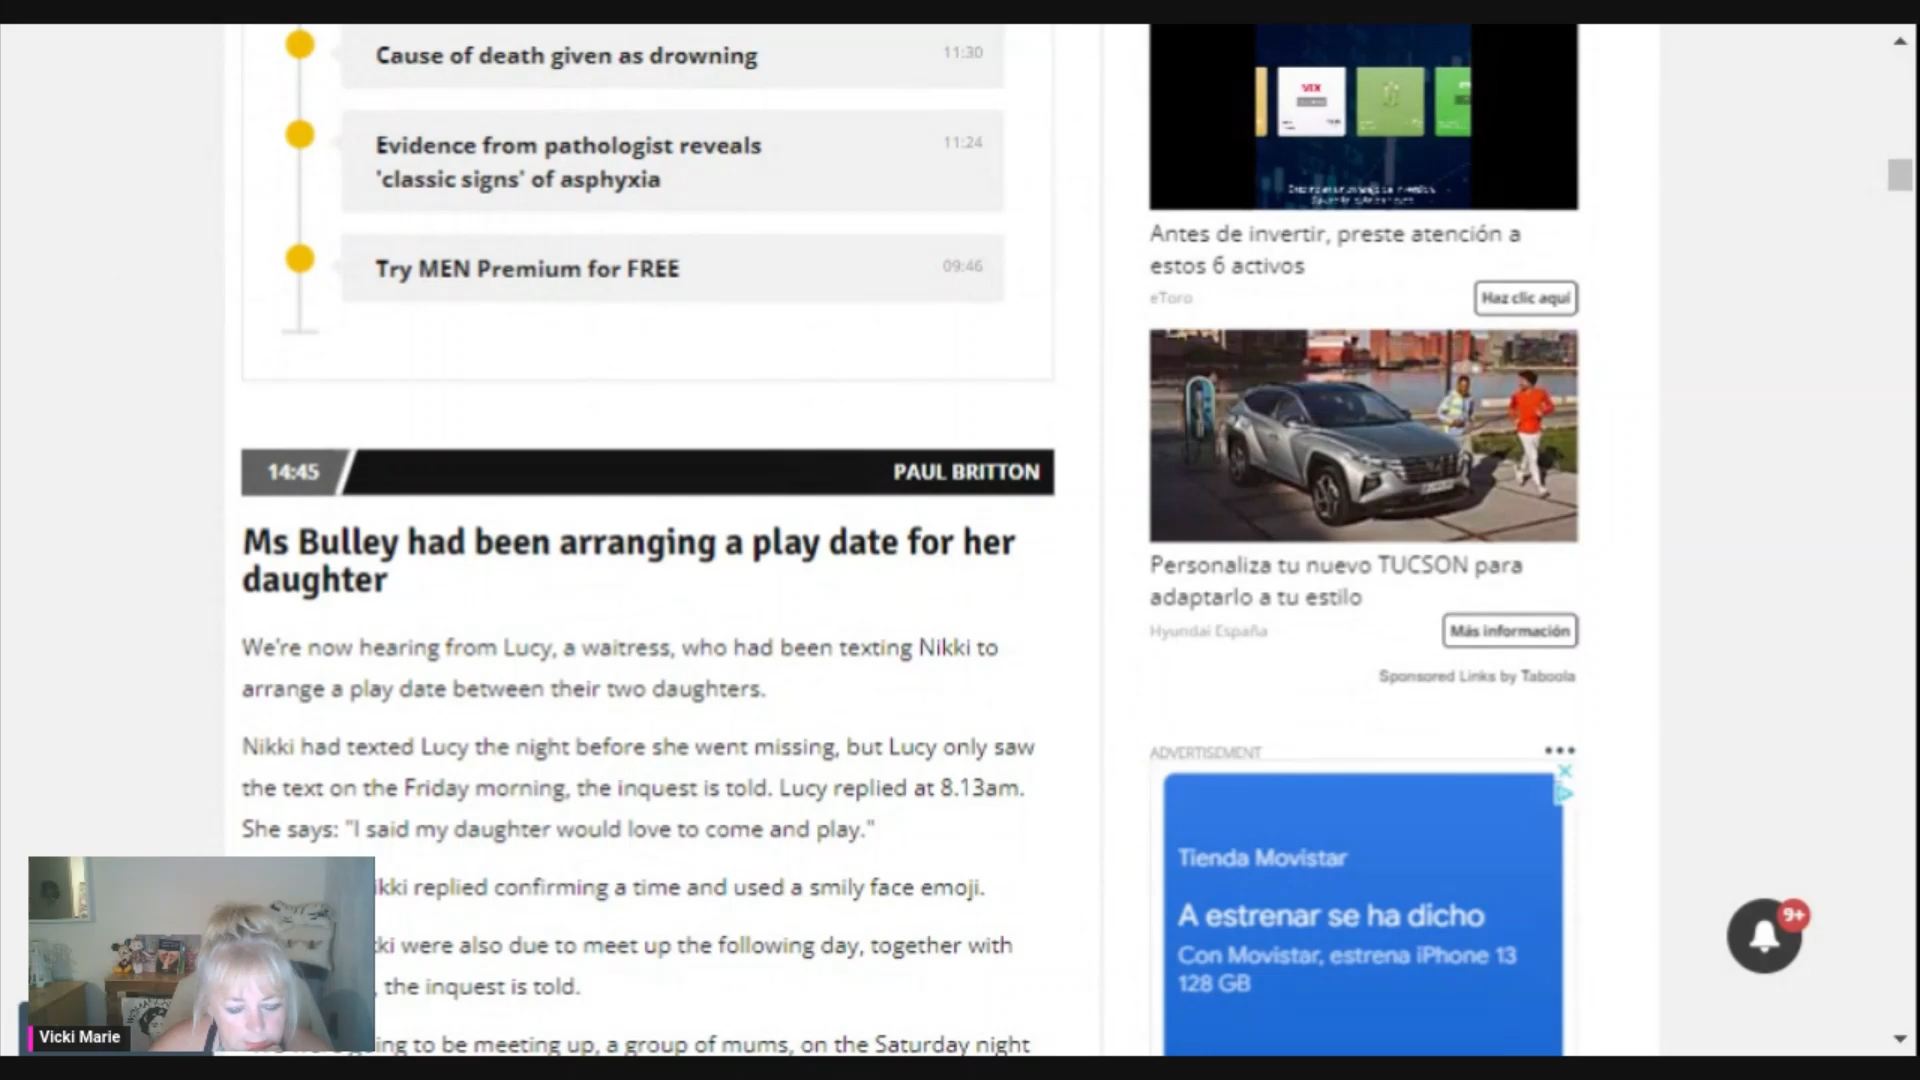 Cause of death given as drowning
11:30
Evidence from pathologist reveals
'classic signs' of asphyxia
11:24
Try MEN Premium for FREE
09:46
14:45
PAUL BRITTON
Ms Bulley had been arranging a play date for her
daughter
We're now hearing from Lucy, a waitress, who had been texting Nikki to
arrange a play date between their two daughters.
Nikki had texted Lucy the night before she went missing, but Lucy only saw
the text on the Friday morning, the inquest is told. Lucy replied at 8.13am.
She says: "I said my daughter would love to come and play."
ikki replied confirming a time and used a smily face emoji.
ki were also due to meet up the following day, together with
, the inquest is told.
ing to be meeting up, a group of mums, on the Saturday night
Vicki Marie
VIX
Antes de invertir, preste atención a
estos 6 activos
eToro
Haz clic aquí
Personaliza tu nuevo TUCSON para
adaptarlo a tu estilo
Hyundai España
Más información
Sponsored Links by Taboola
ADVERTISEMENT
Tienda Movistar
A estrenar se ha dicho
Con Movistar, estrena iPhone 13
128 GB
9+